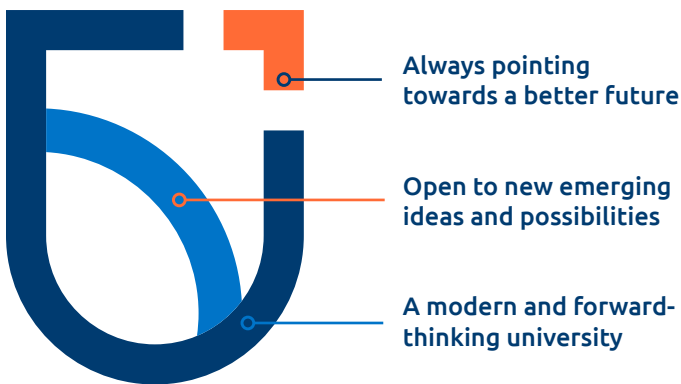 Always pointing
towards a better future
Open to new emerging
ideas and possibilities
A modern and forward-
thinking university